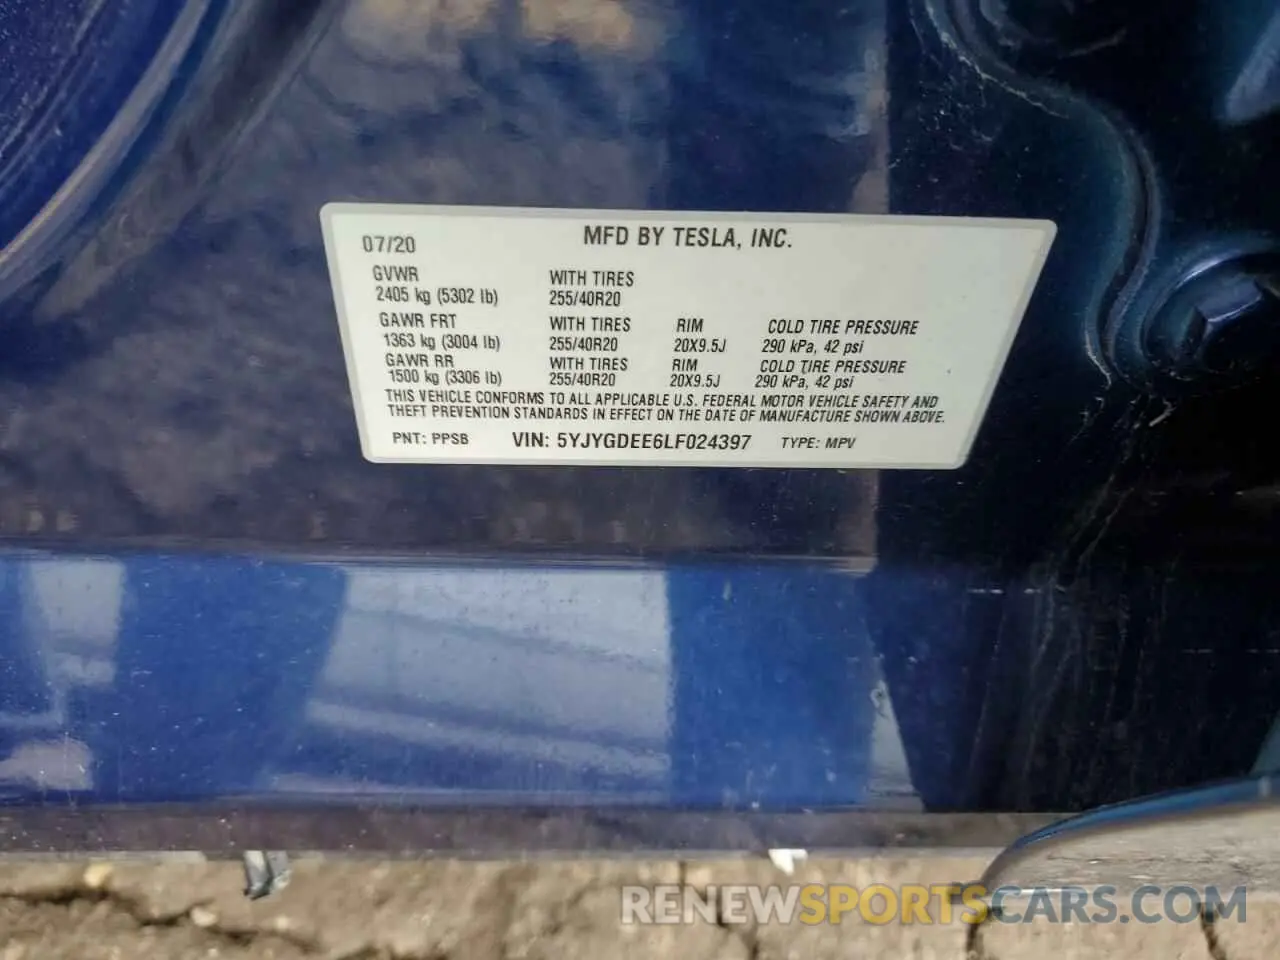 07/20 MFD BY TESLA, INC.
GVWR WITH TIRES
2405 kg (5302 lb) 255/40R20
GAWR FRT WITH TIRES RIM COLD TIRE PRESSURE
1363 kg (3004 lb) 255/40R20 20X9.5J 290 kPa, 42 psi
GAWR RR WITH TIRES RIM COLD TIRE PRESSURE
1500 kg (3306 lb) 255/40R20 20X9.5J 290 kPa, 42 psi
THIS VEHICLE CONFORMS TO ALL APPLICABLE U.S. FEDERAL MOTOR VEHICLE SAFETY AND
THEFT PREVENTION STANDARDS IN EFFECT ON THE DATE OF MANUFACTURE SHOWN ABOVE.
PNT: PPSB VIN: 5YJYGDEE6LF024397 TYPE: MPV
RENEWSPORTSCARS.COM